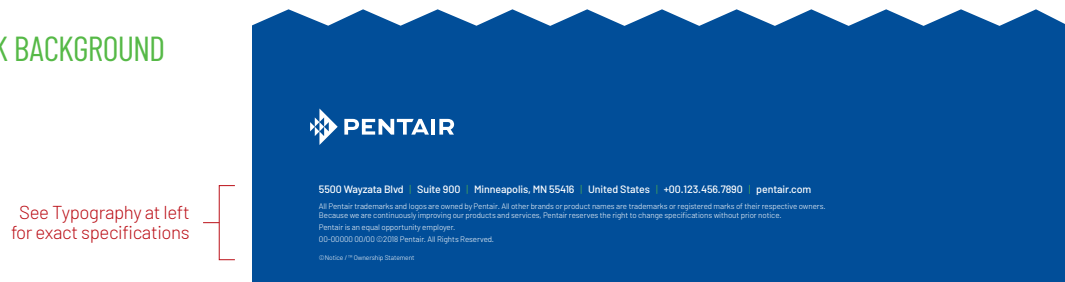 K BACKGROUND
PENTAIR
5500 Wayzata Blvd | Suite 900 | Minneapolis, MN 55416 | United States | +00.123.456.7890 | pentair.com
All Pentair trademarks and logos are owned by Pentair. All other brands or product names are trademarks or registered marks of their respective owners.
Because we are continuously improving our products and services, Pentair reserves the right to change specifications without prior notice.
Pentair is an equal opportunity employer.
00-00000 00/00 ©2018 Pentair. All Rights Reserved.
©Notice / ™ Ownership Statement
See Typography at left
for exact specifications